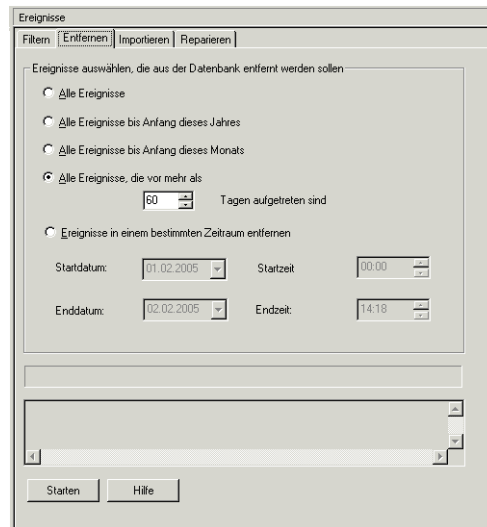 Ereignisse
Filtern Entfernen Importieren Reparieren
Ereignisse auswählen, die aus der Datenbank entfernt werden sollen
Alle Ereignisse
Alle Ereignisse bis Anfang dieses Jahres
Alle Ereignisse bis Anfang dieses Monats
Alle Ereignisse, die vor mehr als
60 Tagen aufgetreten sind
Ereignisse in einem bestimmten Zeitraum entfernen
Startdatum: 01.02.2005 Startzeit 00:00
Enddatum: 02.02.2005 Endzeit: 14:18
Starten Hilfe